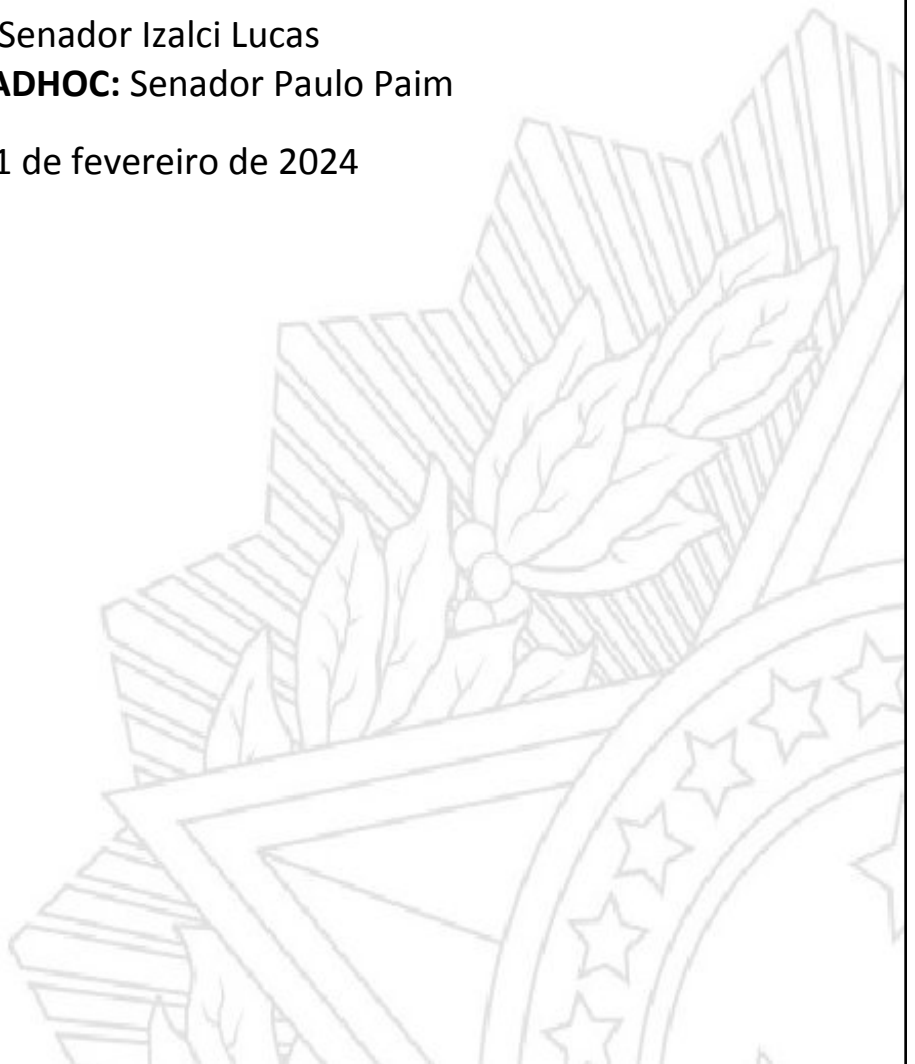 Senador Izalci Lucas
ADHOC: Senador Paulo Paim
1 de fevereiro de 2024